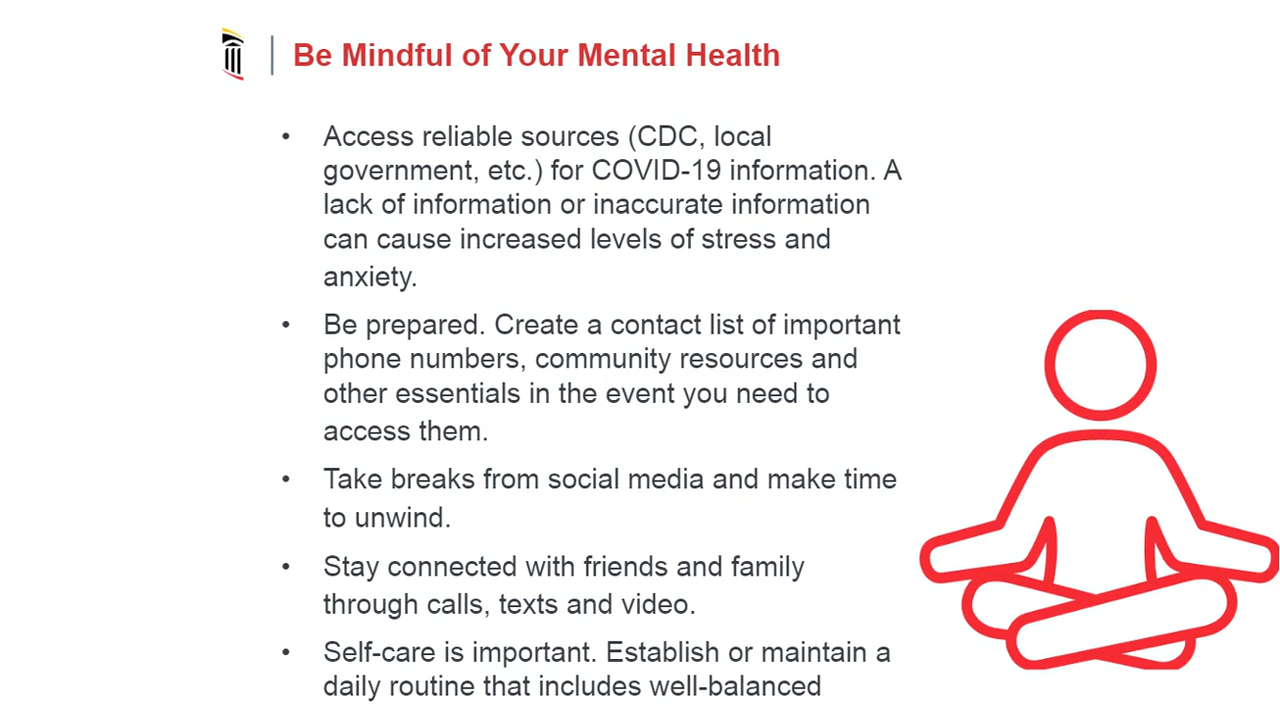 Be Mindful of Your Mental Health
• Access reliable sources (CDC, local
government, etc.) for COVID-19 information. A
lack of information or inaccurate information
can cause increased levels of stress and
anxiety.
• Be prepared. Create a contact list of important
phone numbers, community resources and
other essentials in the event you need to
access them.
• Take breaks from social media and make time
to unwind.
• Stay connected with friends and family
through calls, texts and video.
• Self-care is important. Establish or maintain a
daily routine that includes well-balanced